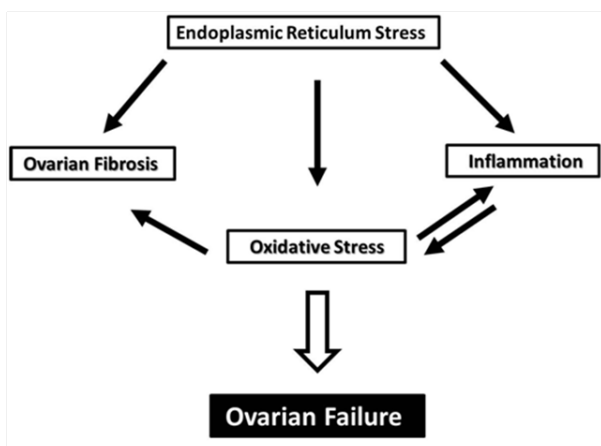 Endoplasmic Reticulum Stress
Ovarian Fibrosis
Inflammation
Oxidative Stress
Ovarian Failure